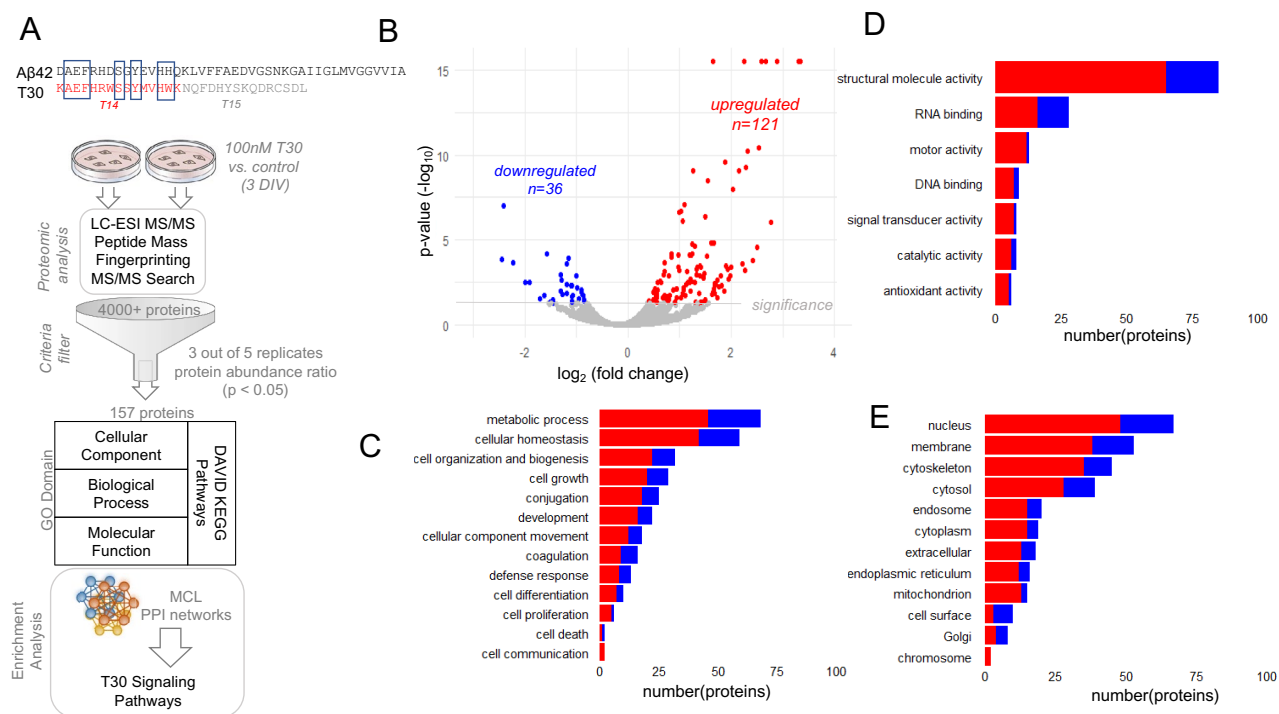 A
Aβ42 DAEFRHDSGYEVHHQKLVFFAEDVGSNKGAIIGLMVGGVVIA
T30 KAEFHRWSSYMVHWKNQFDHYSKQDRCSDL
T14 T15
100nM T30
vs. control
(3 DIV)
Proteomic
analysis
LC-ESI MS/MS
Peptide Mass
Fingerprinting
MS/MS Search
4000+ proteins
Criteria
filter
3 out of 5 replicates
protein abundance ratio
(p < 0.05)
157 proteins
GO Domain
Cellular
Component
Biological
Process
Molecular
Function
DAVID KEGG
Pathways
Enrichment
Analysis
MCL
PPI networks
T30 Signaling
Pathways
B
p-value (-log10)
15
10
5
0
upregulated
n=121
downregulated
n=36
significance
-2 0 2 4
log2 (fold change)
C
metabolic process
cellular homeostasis
cell organization and biogenesis
cell growth
conjugation
development
cellular component movement
coagulation
defense response
cell differentiation
cell proliferation
cell death
cell communication
0 25 50 75 100
number(proteins)
D
structural molecule activity
RNA binding
motor activity
DNA binding
signal transducer activity
catalytic activity
antioxidant activity
0 25 50 75 100
number(proteins)
E
nucleus
membrane
cytoskeleton
cytosol
endosome
cytoplasm
extracellular
endoplasmic reticulum
mitochondrion
cell surface
Golgi
chromosome
0 25 50 75 100
number(proteins)